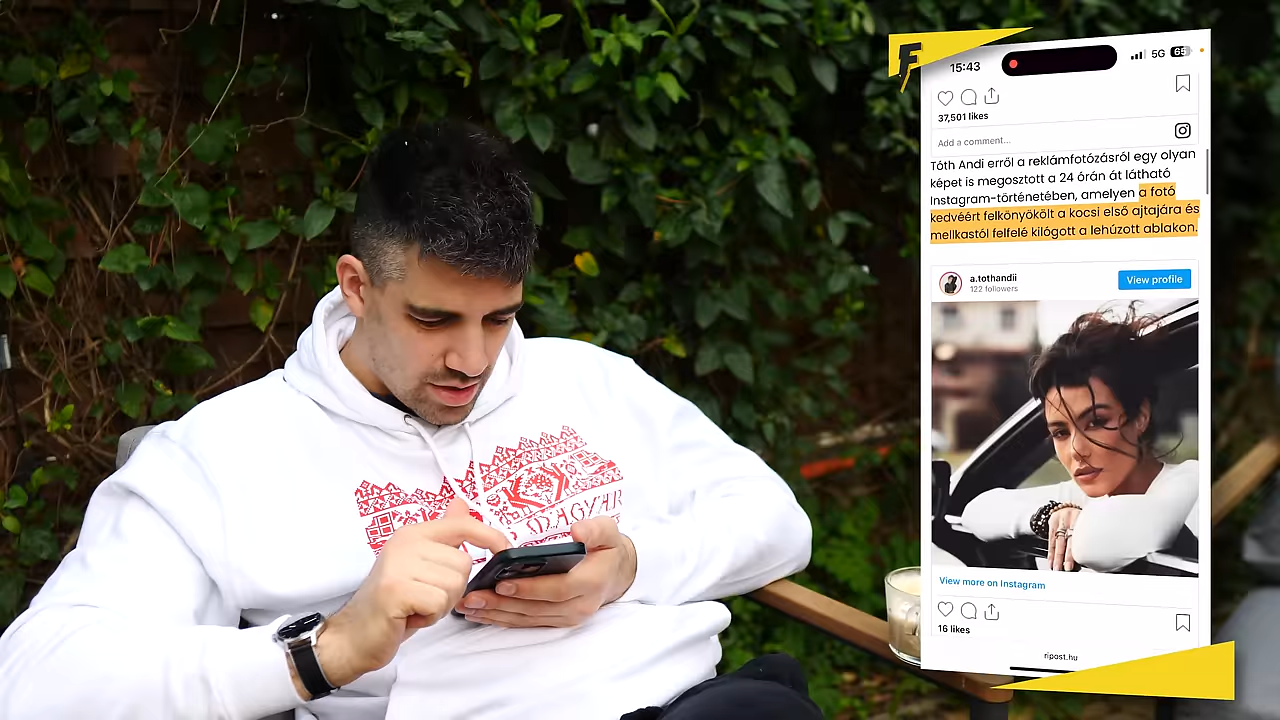 MAGYAR
F
15:43
5G
65
37,501 likes
Add a comment...
Tóth Andi erről a reklámfotózásról egy olyan
képet is megosztott a 24 órán át látható
Instagram-történetében, amelyen a fotó
kedvéért felkönyökölt a kocsi első ajtajára és
mellkastól felfelé kilógott a lehúzott ablakon.
a.tothandii
122 followers
View profile
View more on Instagram
16 likes
ripost.hu